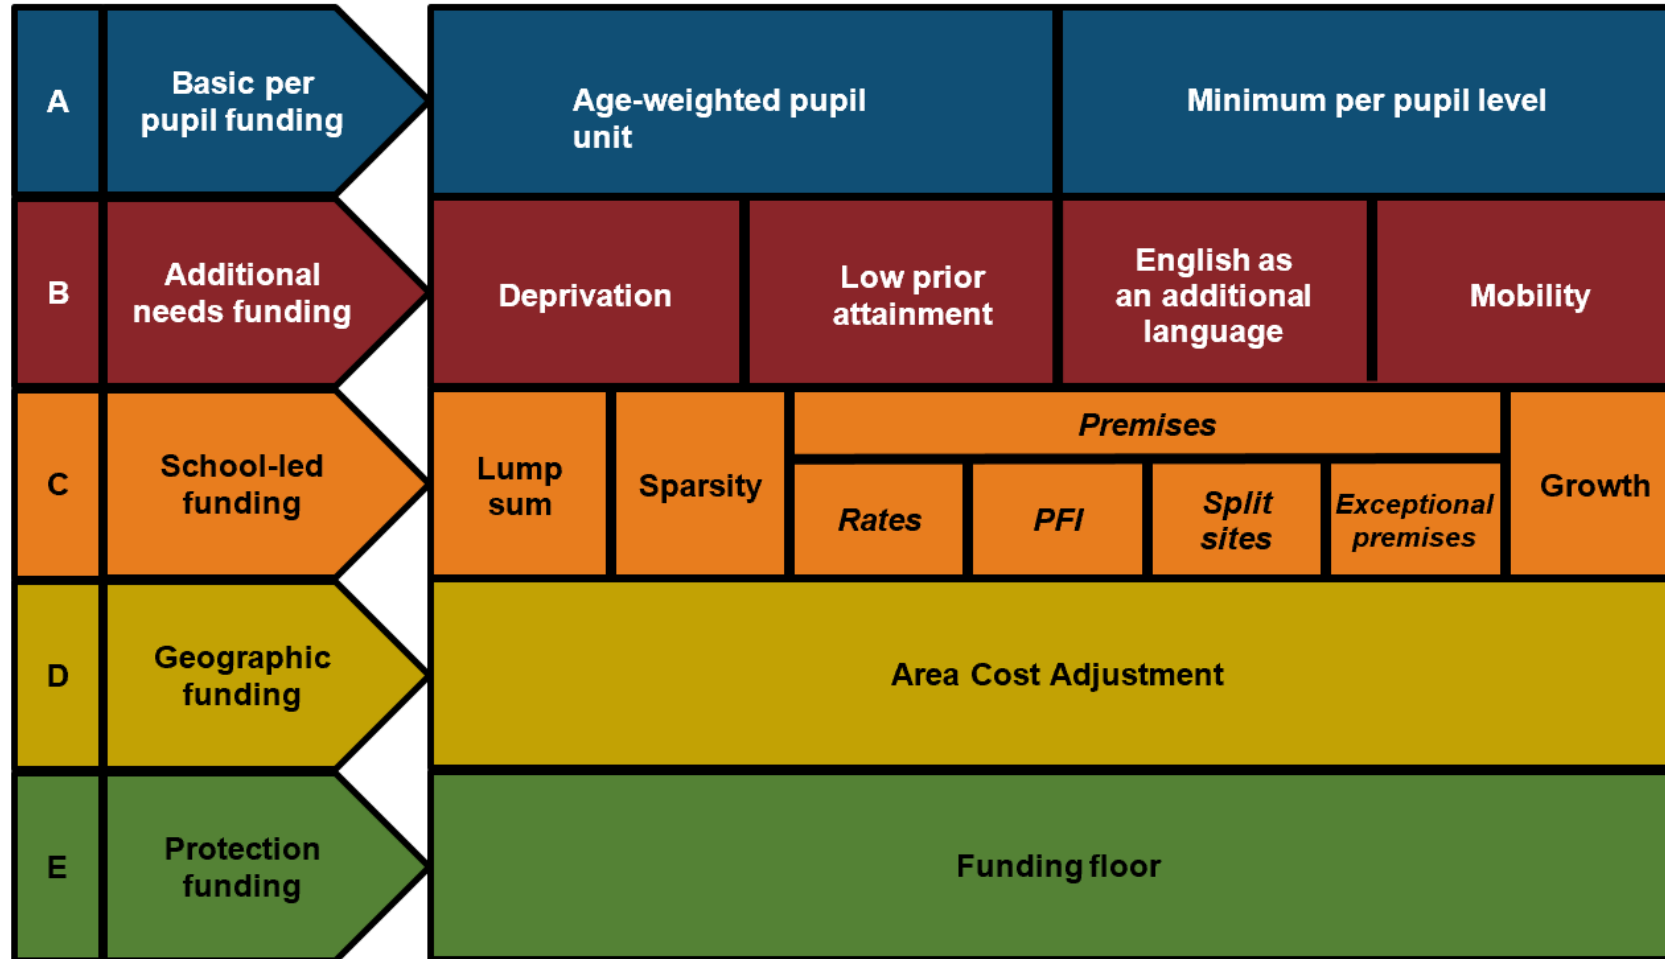 A
Basic per
pupil funding
Age-weighted pupil
unit
Minimum per pupil level
B
Additional
needs funding
Deprivation
Low prior
attainment
English as
an additional
language
Mobility
C
School-led
funding
Lump
sum
Sparsity
Premises
Rates
PFI
Split
sites
Exceptional
premises
Growth
D
Geographic
funding
Area Cost Adjustment
E
Protection
funding
Funding floor